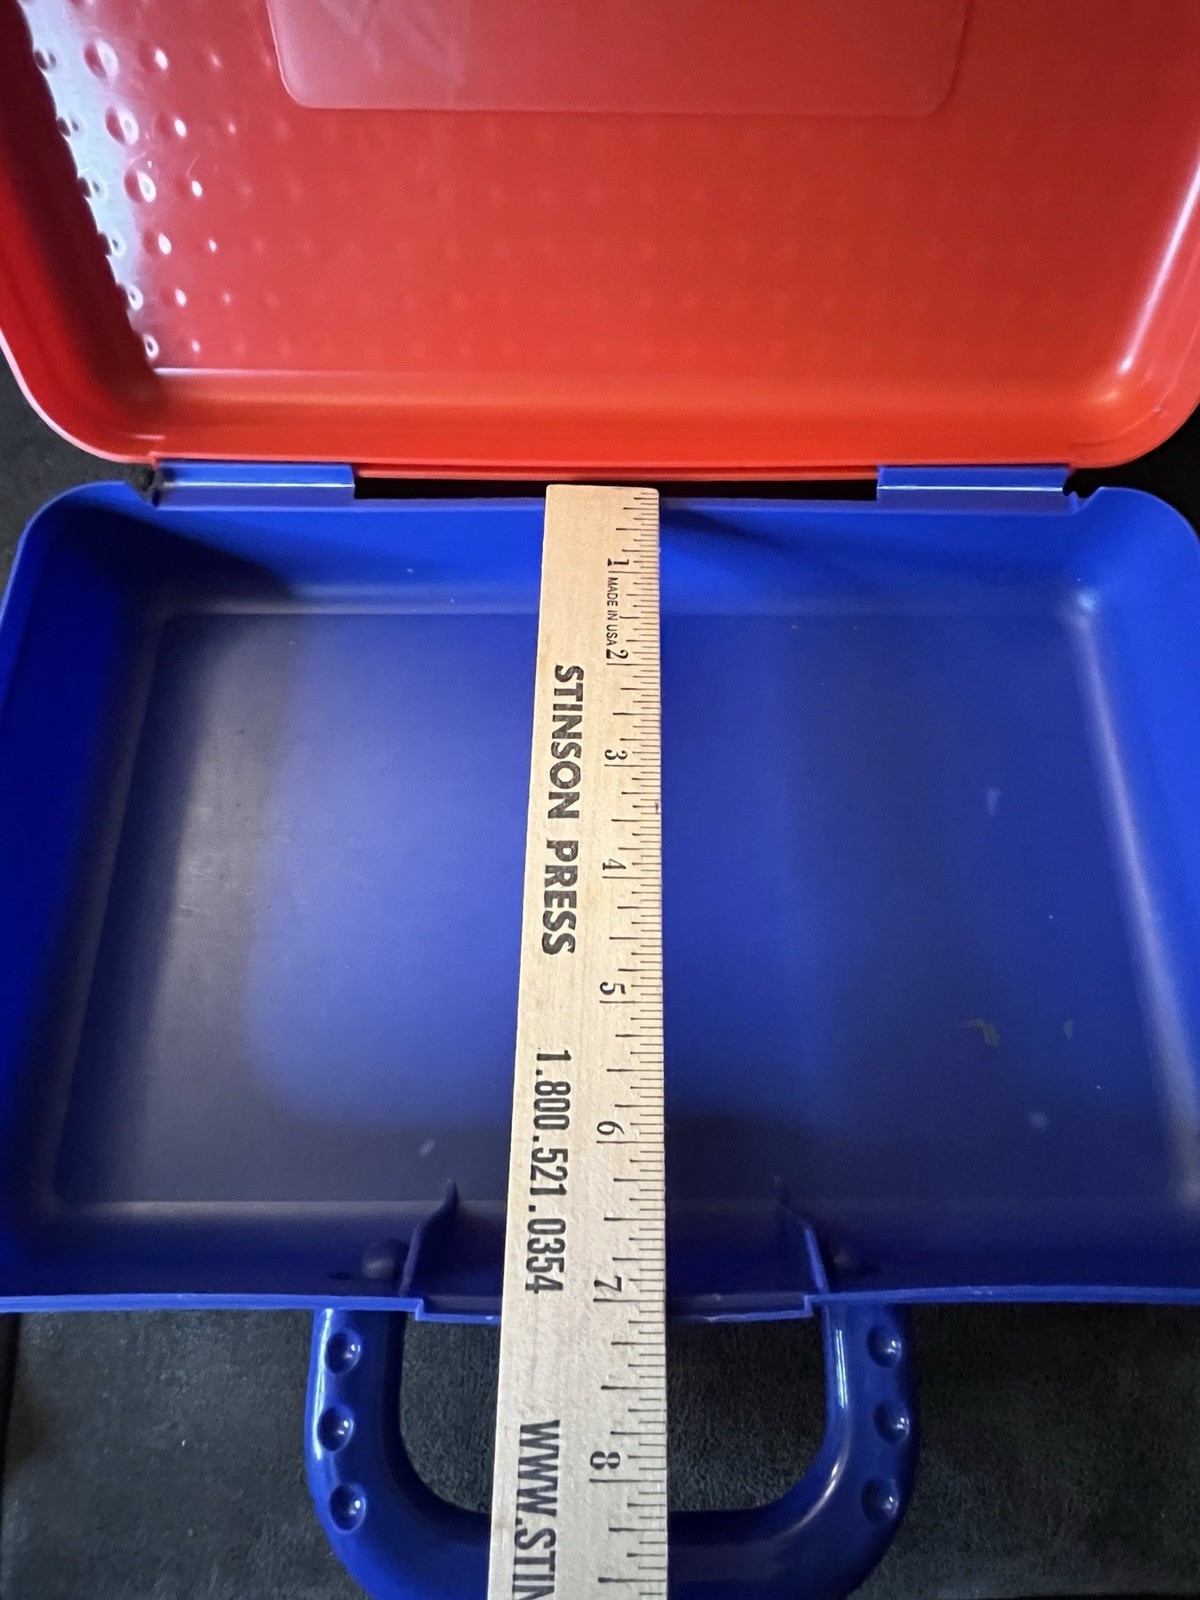 1 2 3 4 5 6 7 8
MADE IN USA
STINSON PRESS 1.800.521.0354 WWW.STIN